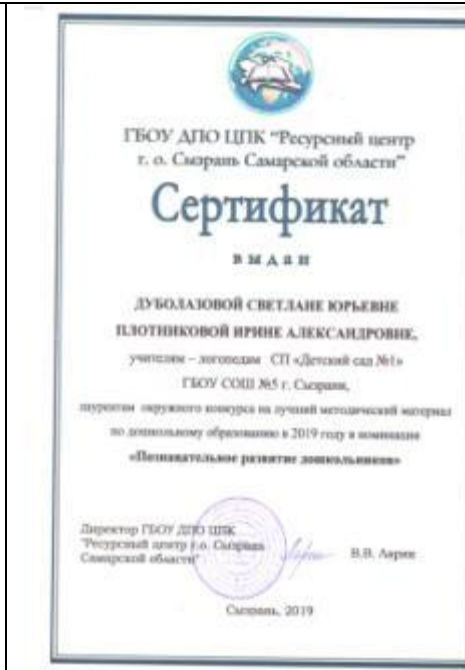 ГБОУ ДПО ЦПК "Ресурсный центр
г. о. Сызрань Самарской области"
Сертификат
выдан
ДУБОЛАЗОВОЙ СВЕТЛАНЕ ЮРЬЕВНЕ
ПЛОТНИКОВОЙ ИРИНЕ АЛЕКСАНДРОВНЕ,
учителям – логопедам СП «Детский сад №1»
ГБОУ СОШ №5 г. Сызрани,
лауреатам окружного конкурса на лучший методический материал
по дошкольному образованию в 2019 году в номинации
«Познавательное развитие дошкольников»
Директор ГБОУ ДПО ЦПК
"Ресурсный центр г.о. Сызрань
Самарской области"
В.В. Ларин
Сызрань, 2019